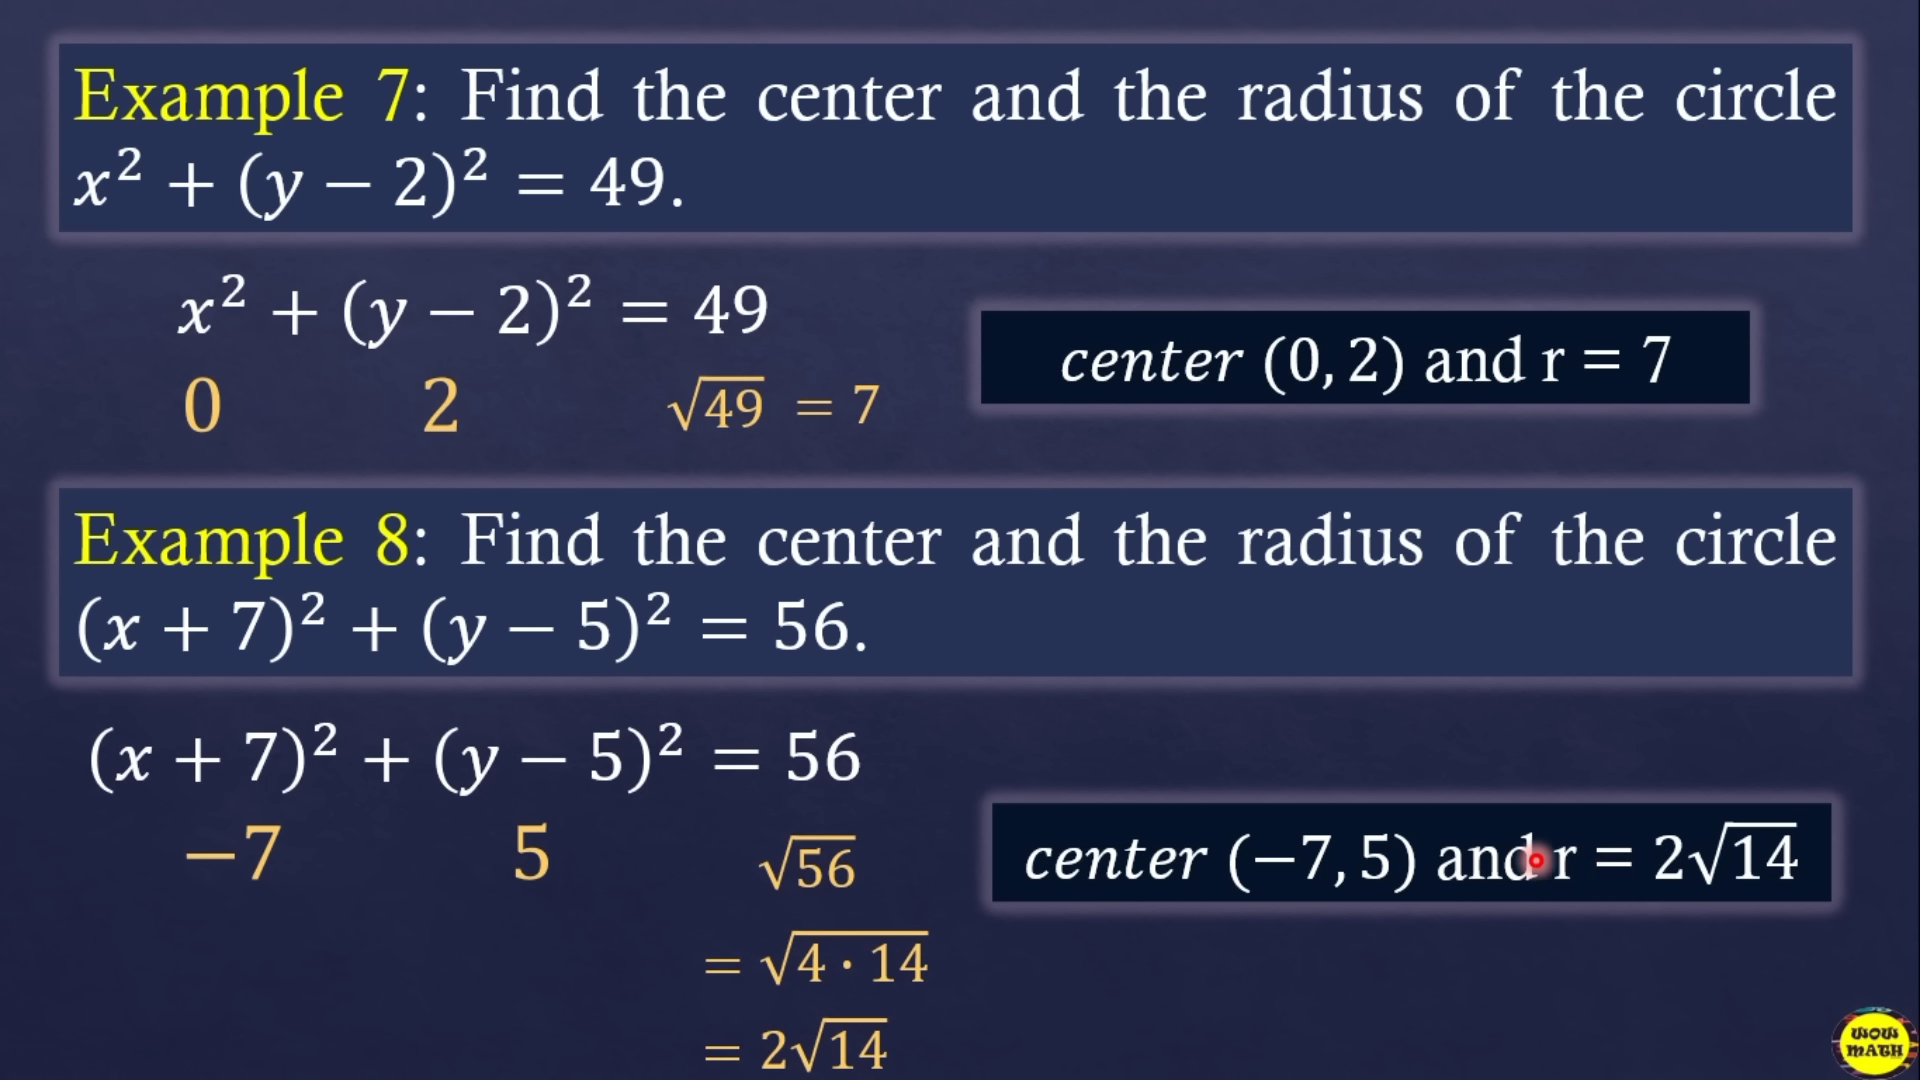 Example 7: Find the center and the radius of the circle
x² + (y − 2)² = 49.
x² + (y − 2)² = 49
0 2 √49 = 7
center (0, 2) and r = 7
Example 8: Find the center and the radius of the circle
(x + 7)² + (y − 5)² = 56.
(x + 7)² + (y − 5)² = 56
−7 5 √56
= √4 · 14
= 2√14
center (−7, 5) and r = 2√14
WOW
MATH